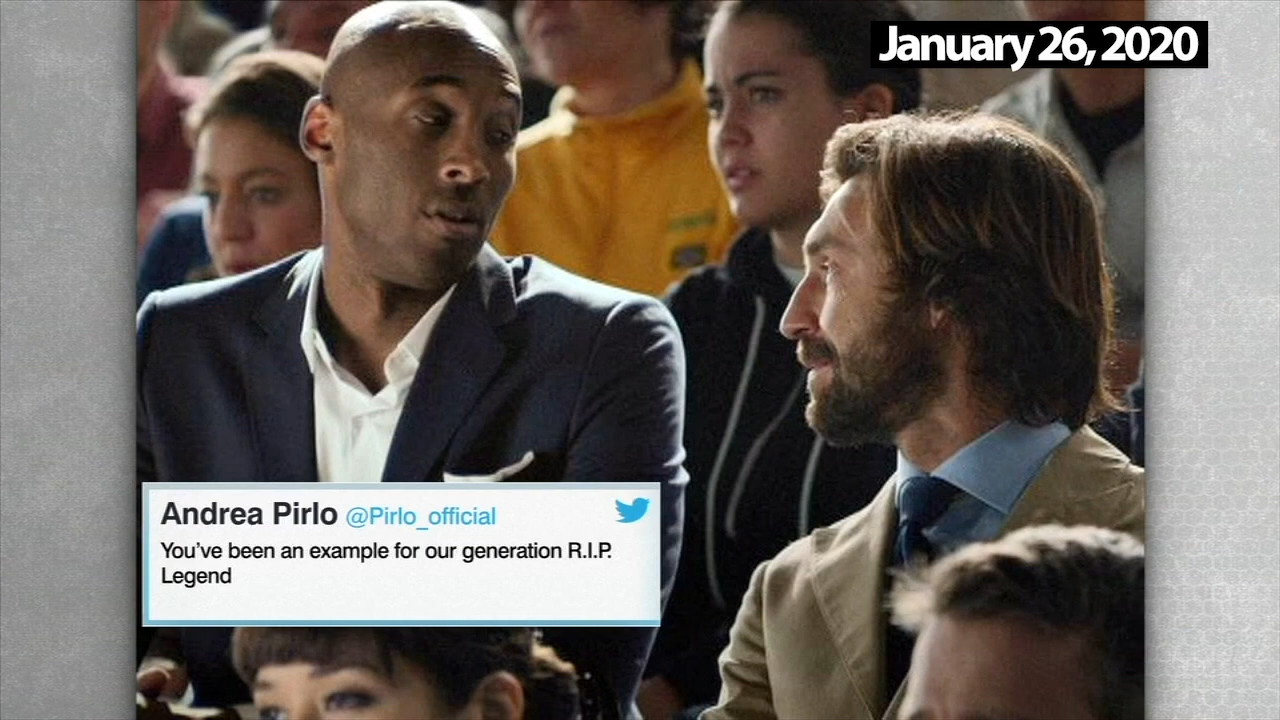 January 26, 2020
Andrea Pirlo @Pirlo_official
You've been an example for our generation R.I.P.
Legend